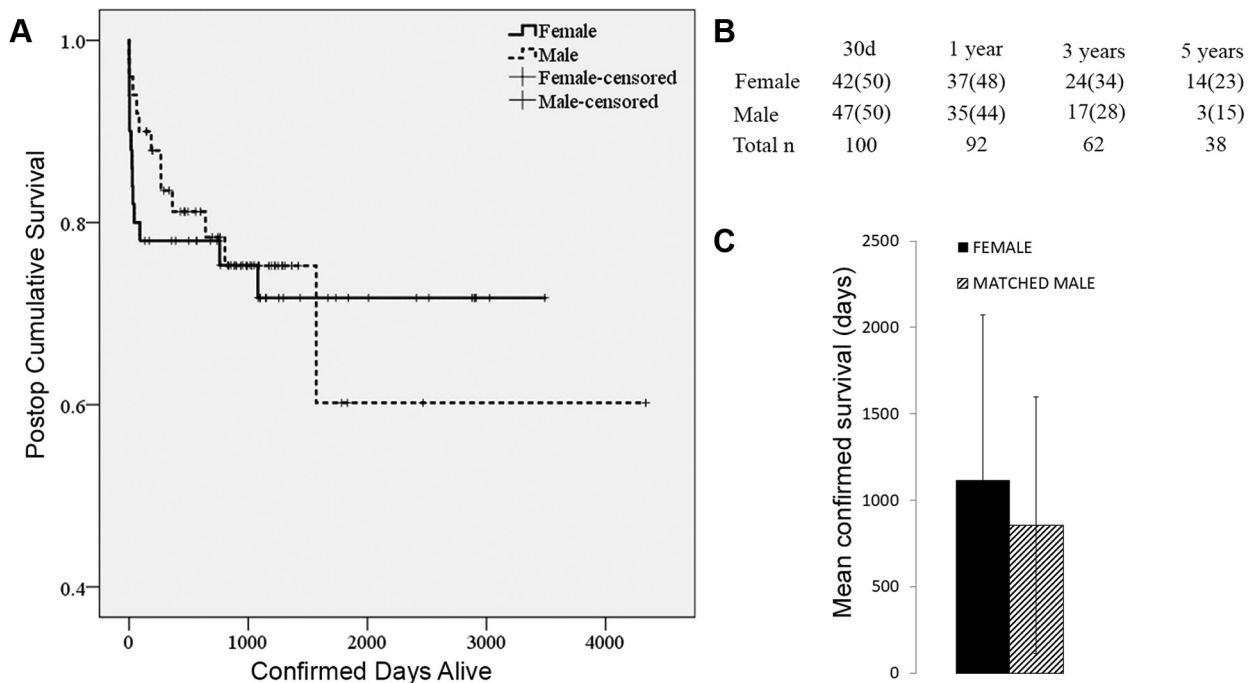 A
1.0
0.8
0.6
0.4
Postop Cumulative Survival
Female
Male
Female-censored
Male-censored
0 1000 2000 3000 4000
Confirmed Days Alive
B
30d 1 year 3 years 5 years
Female 42(50) 37(48) 24(34) 14(23)
Male 47(50) 35(44) 17(28) 3(15)
Total n 100 92 62 38
C
Mean confirmed survival (days)
2500
2000
1500
1000
500
0
FEMALE
MATCHED MALE